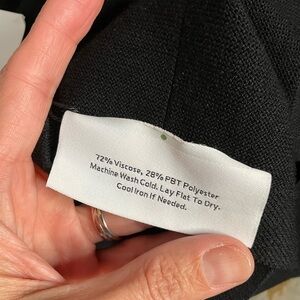 72% Viscose, 28% PBT Polyester
Machine Wash Cold. Lay Flat To Dry.
Cool Iron If Needed.